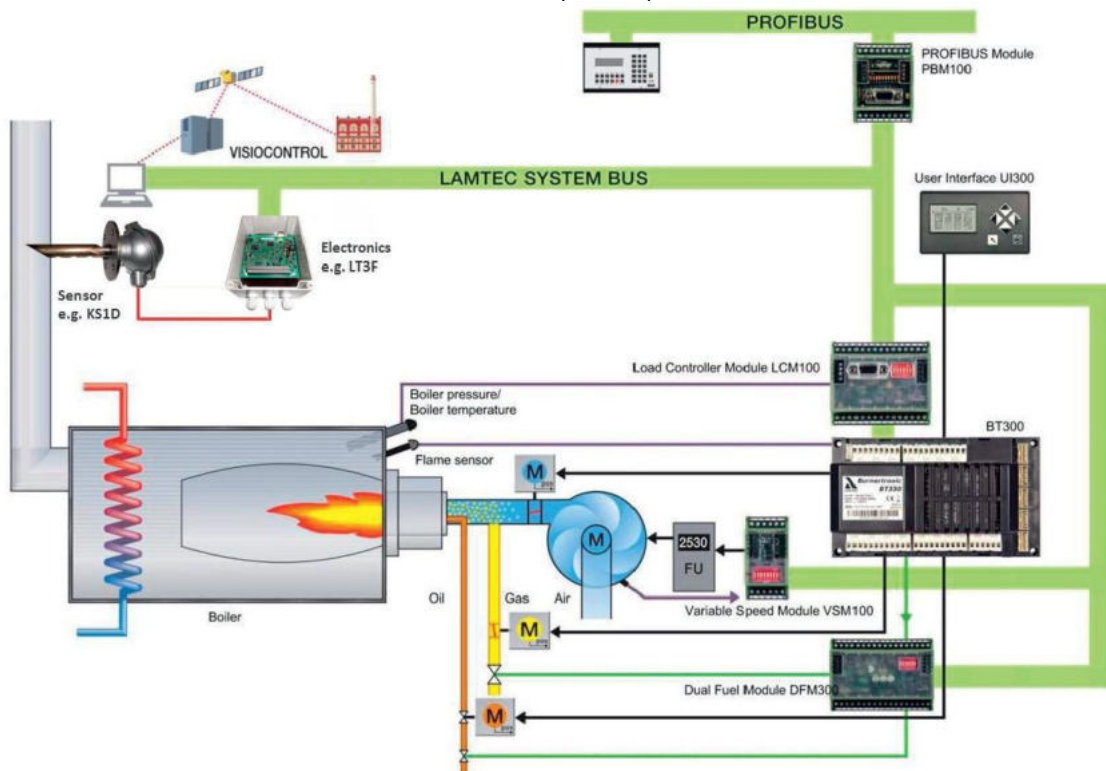 PROFIBUS
PROFIBUS Module
PBM100
VISIOCONTROL
LAMTEC SYSTEM BUS
User Interface UI300
Electronics
e.g. LT3F
Sensor
e.g. KS1D
Load Controller Module LCM100
Boiler pressure/
Boiler temperature
BT300
Flame sensor
M
Burnertronic
BT330
M
2530
FU
Boiler
Oil
Gas
Air
Variable Speed Module VSM100
M
Dual Fuel Module DFM300
M